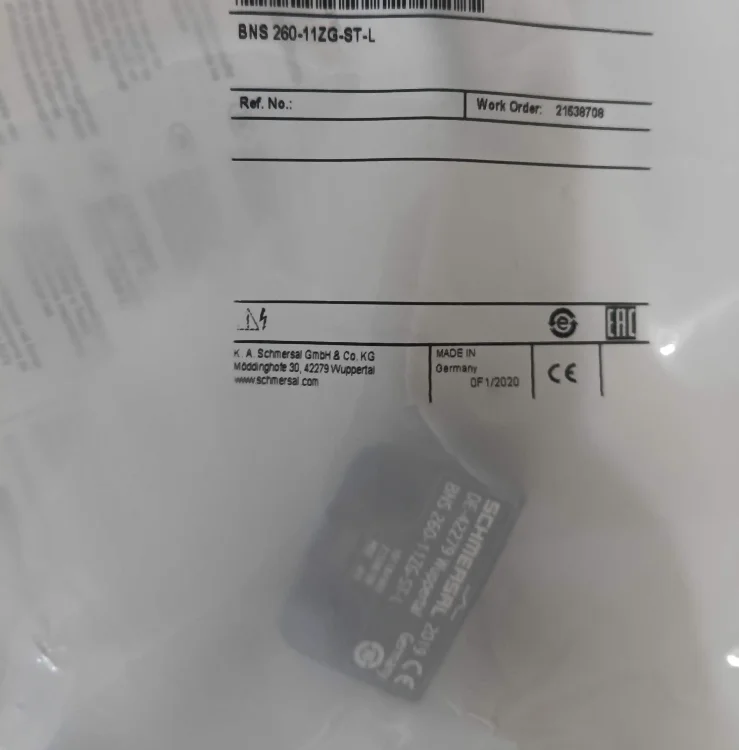 BNS 260-11ZG-ST-L
Ref. No.:
Work Order: 21638708
EAC
K. A. Schmersal GmbH & Co. KG
Möddinghofe 30, 42279 Wuppertal
www.schmersal.com
MADE IN
Germany
0F1/2020
CE
SCHMERSAL 2019 CE
DE-42279 Wuppertal Germany
BNS 260-11ZG-ST-L